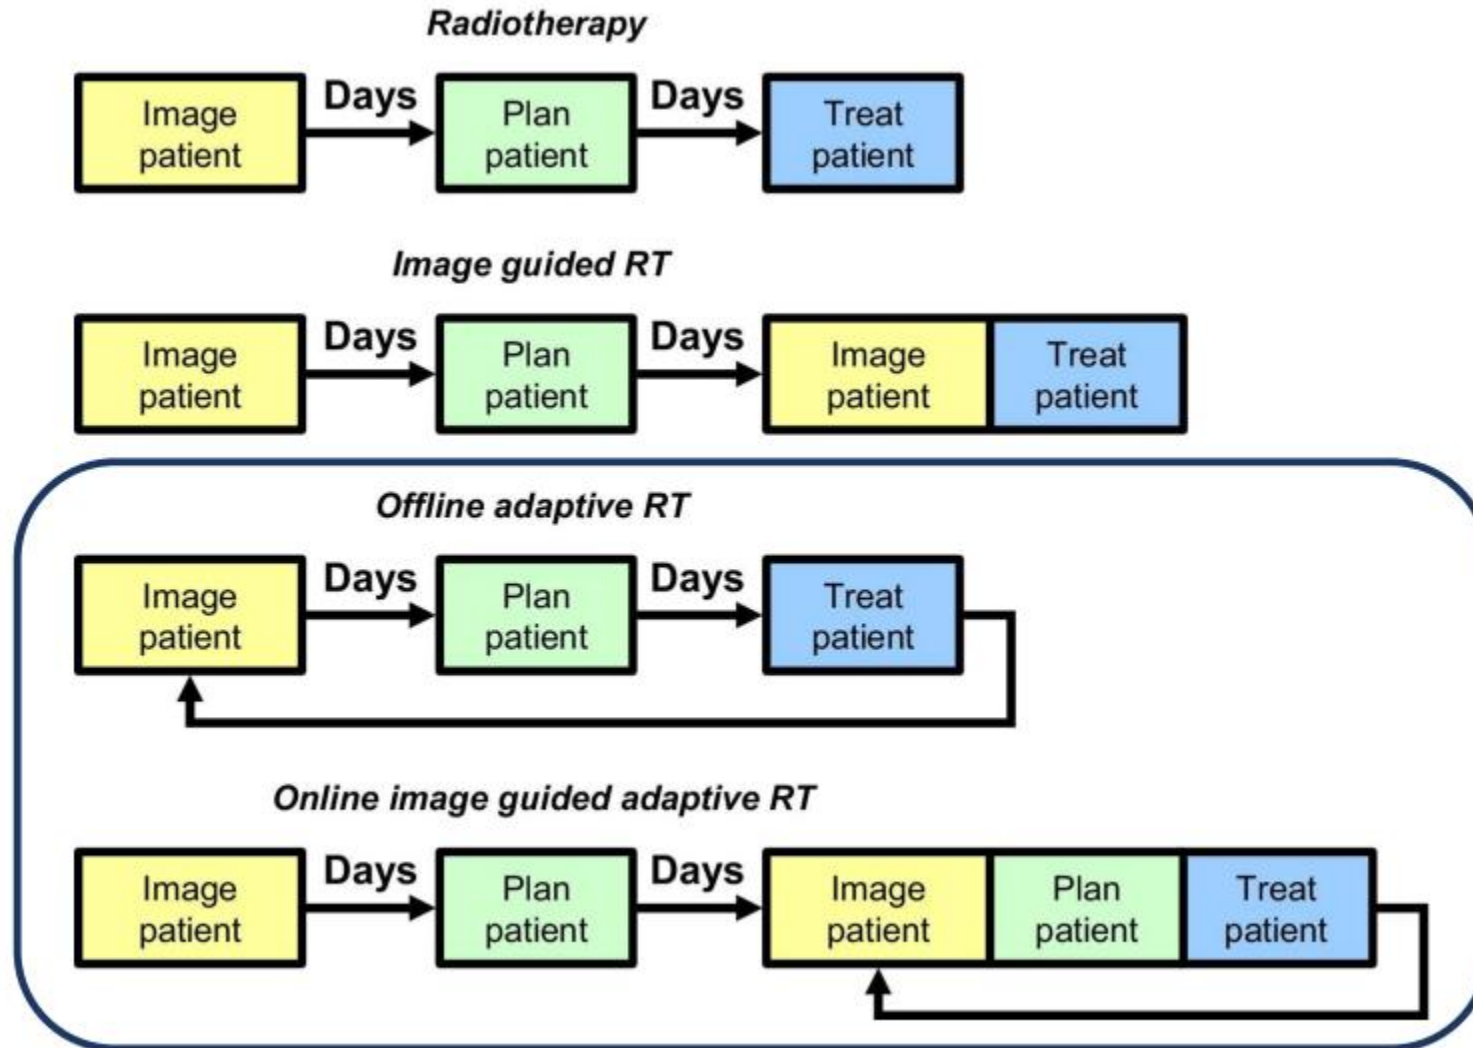 Radiotherapy
Image
patient
Days
Plan
patient
Days
Treat
patient
Image guided RT
Image
patient
Days
Plan
patient
Days
Image
patient
Treat
patient
Offline adaptive RT
Image
patient
Days
Plan
patient
Days
Treat
patient
Online image guided adaptive RT
Image
patient
Days
Plan
patient
Days
Image
patient
Plan
patient
Treat
patient